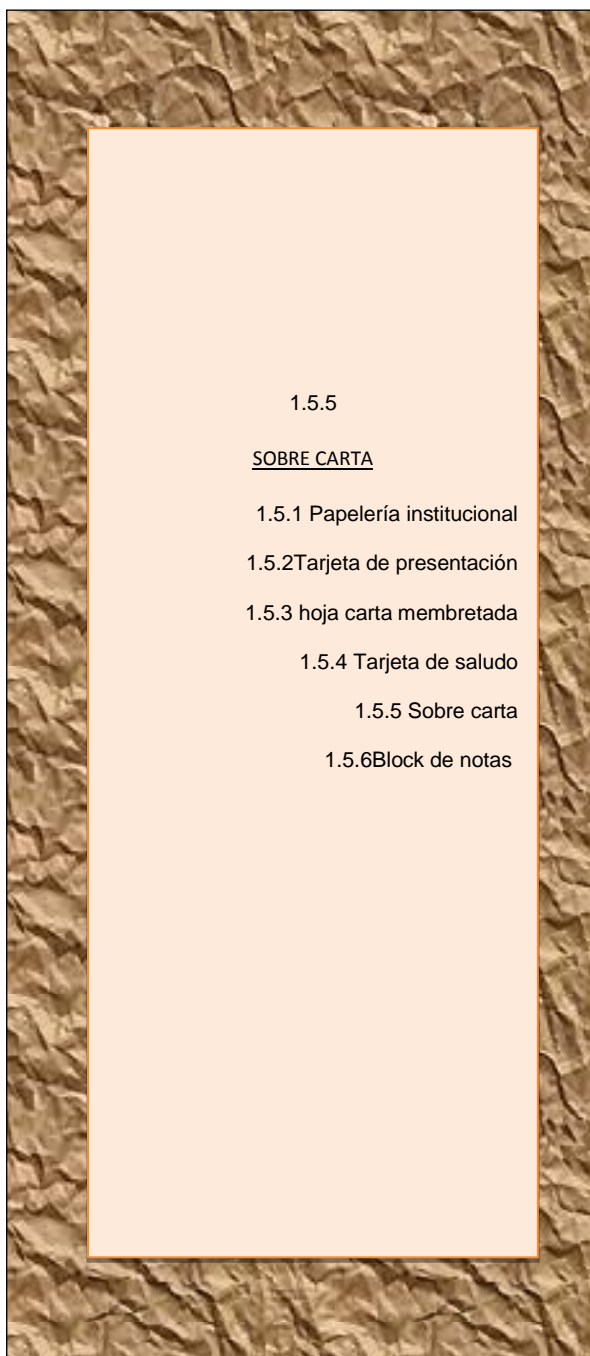 1.5.5
SOBRE CARTA
1.5.1 Papelería institucional
1.5.2Tarjeta de presentación
1.5.3 hoja carta membretada
1.5.4 Tarjeta de saludo
1.5.5 Sobre carta
1.5.6Block de notas